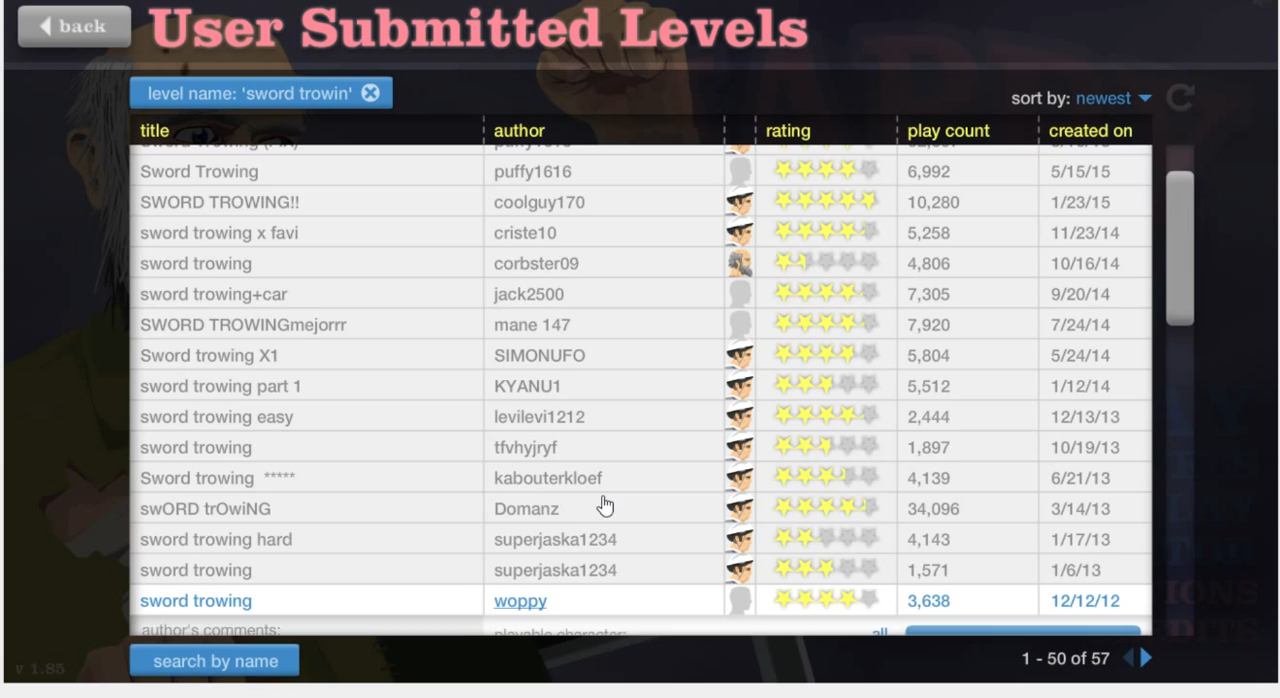 back User Submitted Levels
level name: 'sword trowin'
sort by: newest
title author rating play count created on
Sword Trowing puffy1616 6,992 5/15/15
SWORD TROWING!! coolguy170 10,280 1/23/15
sword trowing x favi criste10 5,258 11/23/14
sword trowing corbster09 4,806 10/16/14
sword trowing+car jack2500 7,305 9/20/14
SWORD TROWINGmejorrr mane 147 7,920 7/24/14
Sword trowing X1 SIMONUFO 5,804 5/24/14
sword trowing part 1 KYANU1 5,512 1/12/14
sword trowing easy levilevi1212 2,444 12/13/13
sword trowing tfvhyjryf 1,897 10/19/13
Sword trowing ***** kabouterkloef 4,139 6/21/13
swORD trOwiNG Domanz 34,096 3/14/13
sword trowing hard superjaska1234 4,143 1/17/13
sword trowing superjaska1234 1,571 1/6/13
sword trowing woppy 3,638 12/12/12
author's comments: playable character: all
search by name
1 - 50 of 57
v 1.85